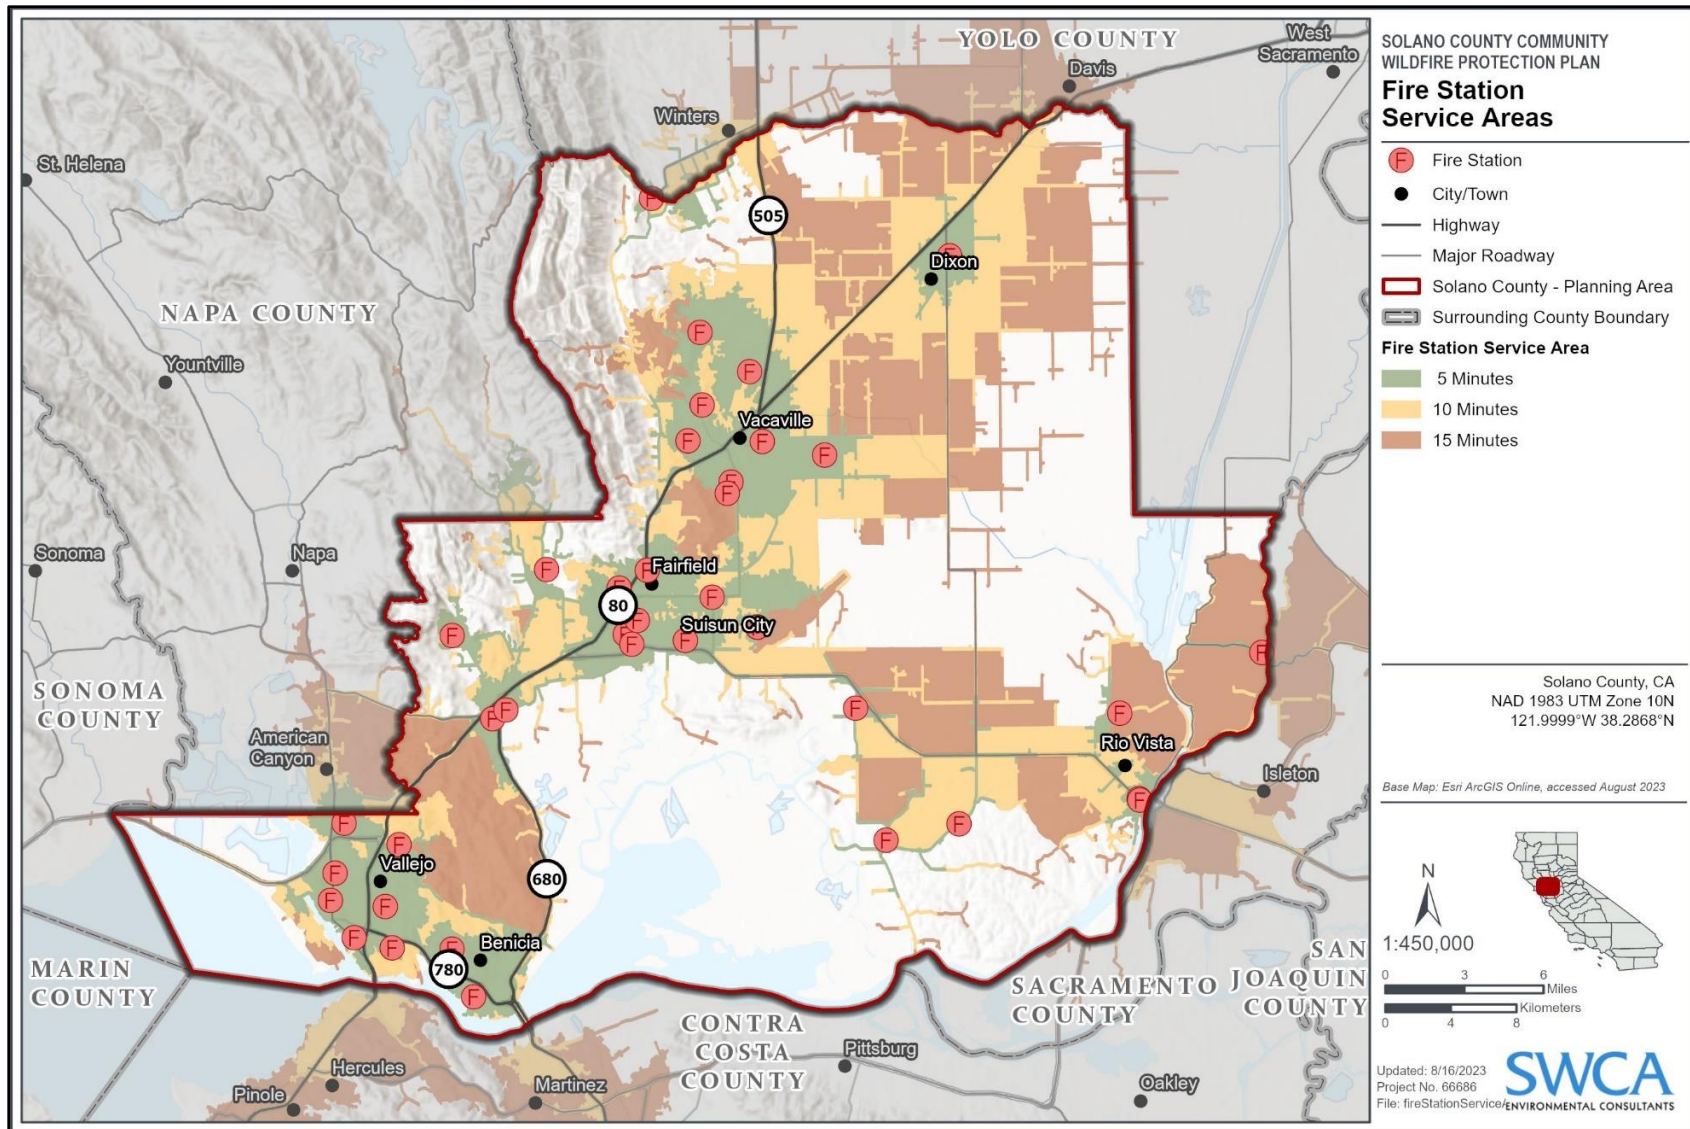 YOLO COUNTY
West
Sacramento
Davis
Winters
St. Helena
505
Dixon
NAPA COUNTY
Yountville
Vacaville
Sonoma
Napa
Fairfield
80
Suisun City
SONOMA
COUNTY
American
Canyon
Rio Vista
Isleton
Vallejo
680
Benicia
780
MARIN
COUNTY
SACRAMENTO
COUNTY
SAN
JOAQUIN
COUNTY
CONTRA
COSTA
COUNTY
Pittsburg
Hercules
Pinole
Martinez
Oakley
SOLANO COUNTY COMMUNITY
WILDFIRE PROTECTION PLAN
Fire Station
Service Areas
F Fire Station
City/Town
Highway
Major Roadway
Solano County - Planning Area
Surrounding County Boundary
Fire Station Service Area
5 Minutes
10 Minutes
15 Minutes
Solano County, CA
NAD 1983 UTM Zone 10N
121.9999°W 38.2868°N
Base Map: Esri ArcGIS Online, accessed August 2023
N
1:450,000
0 3 6
Miles
Kilometers
0 4 8
Updated: 8/16/2023
Project No. 66686
File: fireStationService
SWCA
ENVIRONMENTAL CONSULTANTS